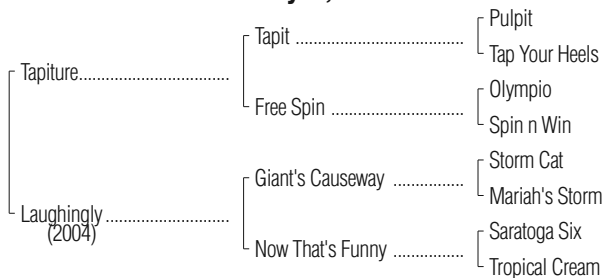 Pulpit
Tapit
Tap Your Heels
Tapiture
Olympio
Free Spin
Spin n Win
Storm Cat
Giant's Causeway
Mariah's Storm
Laughingly
(2004)
Saratoga Six
Now That's Funny
Tropical Cream